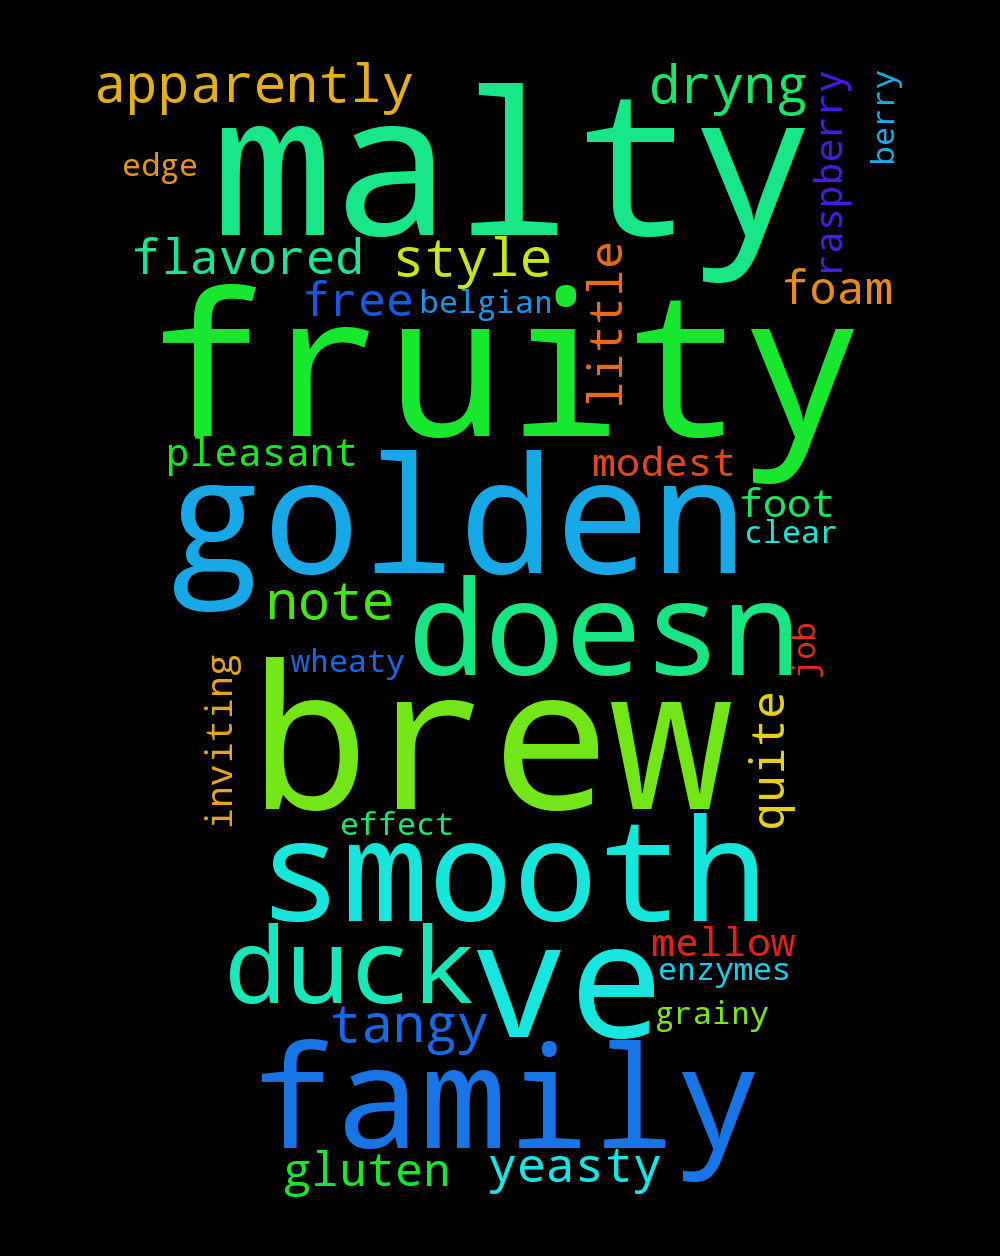 apparently
dryng
raspberry
berry
malty
edge
flavored
style
little
foam
free
belgian
fruity
pleasant
modest
golden
foot
clear
note
doesn
job
wheaty
inviting
brew
quite
effect
smooth
duck
ve
mellow
enzymes
grainy
tangy
family
gluten
yeasty